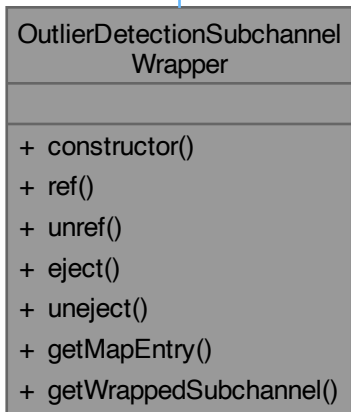 OutlierDetectionSubchannel
Wrapper
+ constructor()
+ ref()
+ unref()
+ eject()
+ uneject()
+ getMapEntry()
+ getWrappedSubchannel()